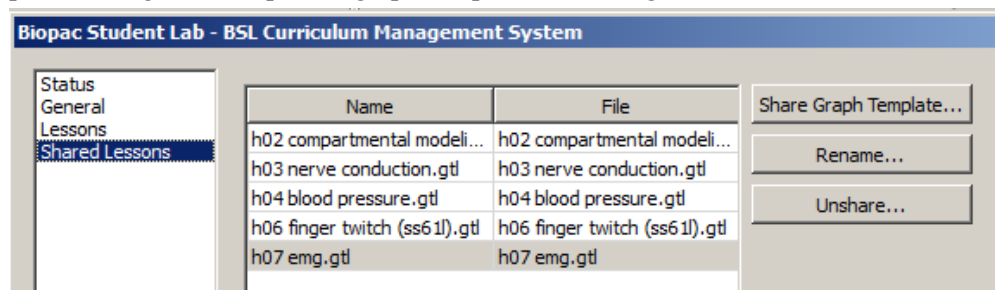 Biopac Student Lab - BSL Curriculum Management System
Status
General
Lessons
Shared Lessons
Name File
h02 compartmental modeli... h02 compartmental modeli...
h03 nerve conduction.gtl h03 nerve conduction.gtl
h04 blood pressure.gtl h04 blood pressure.gtl
h06 finger twitch (ss61l).gtl h06 finger twitch (ss61l).gtl
h07 emg.gtl h07 emg.gtl
Share Graph Template...
Rename...
Unshare...